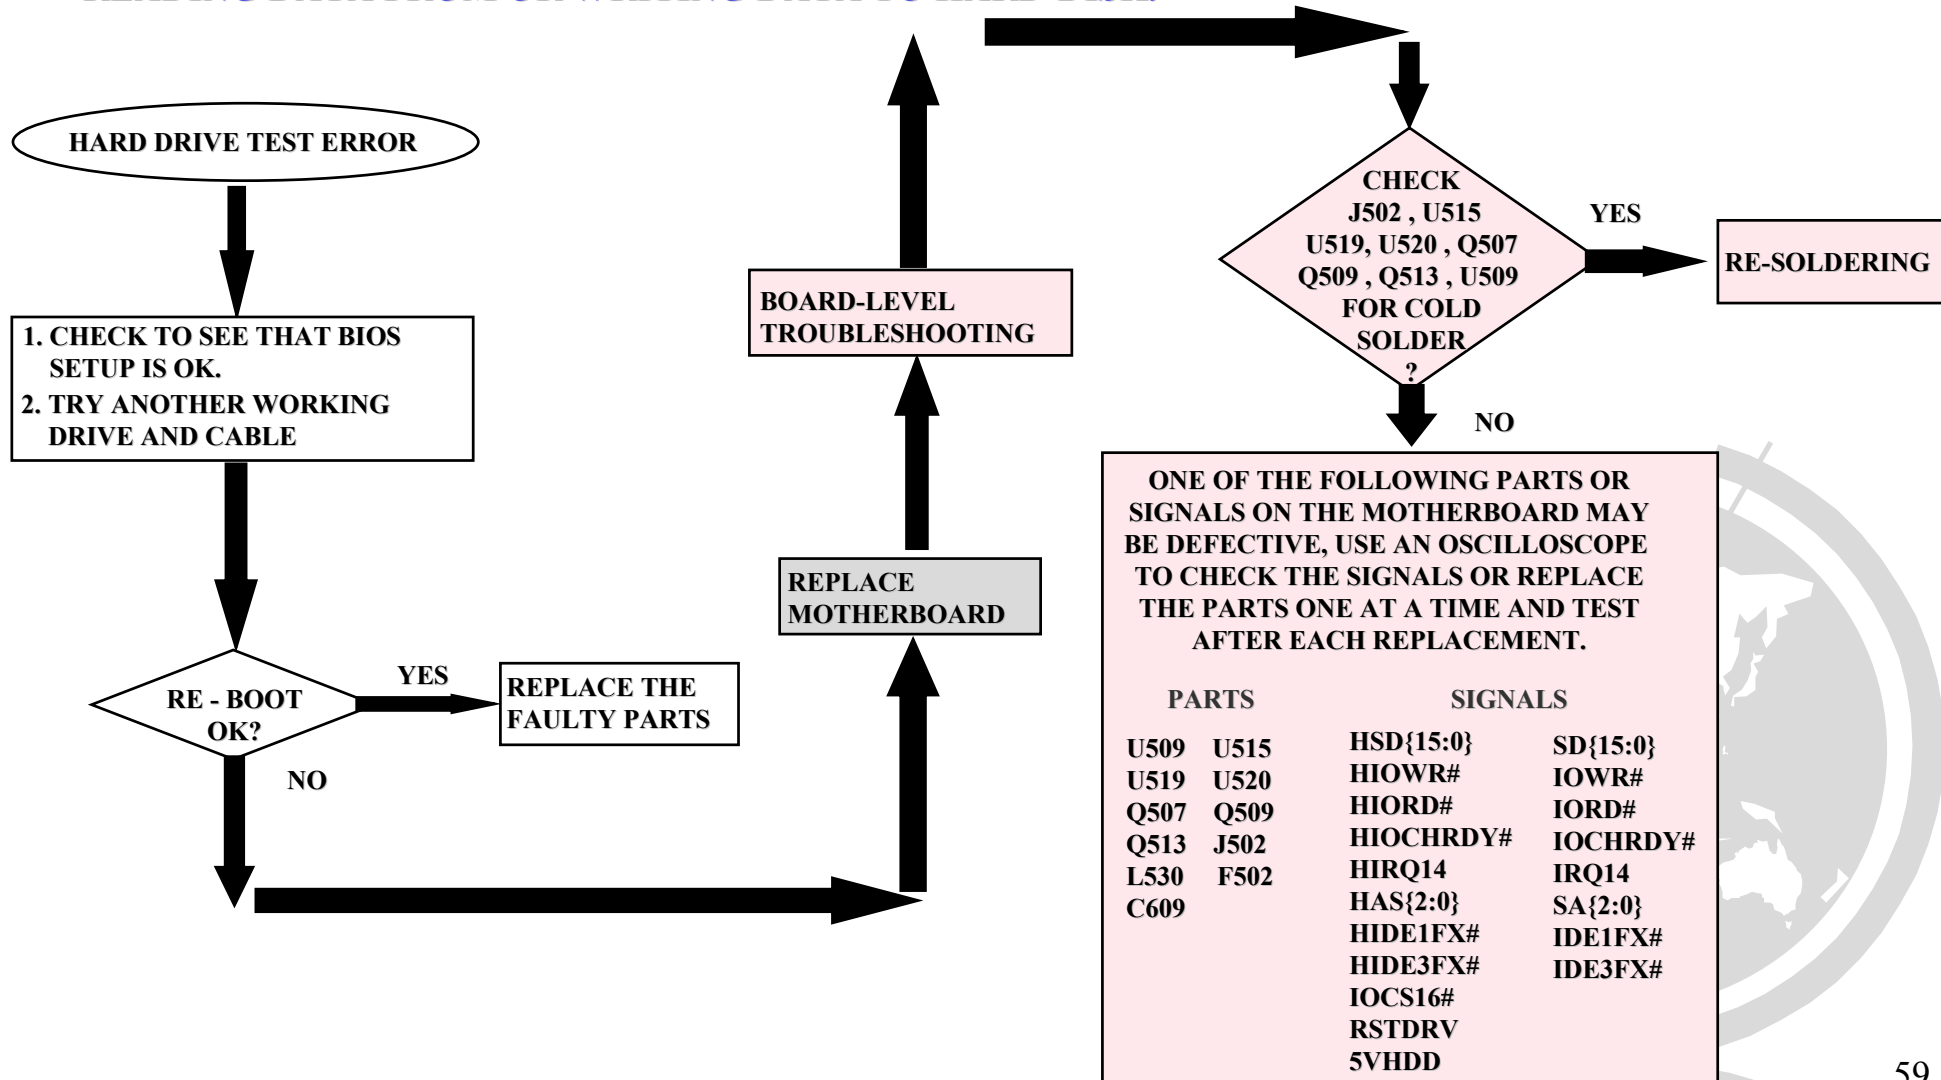 HARD DRIVE TEST ERROR
1. CHECK TO SEE THAT BIOS
SETUP IS OK.
2. TRY ANOTHER WORKING
DRIVE AND CABLE
RE - BOOT
OK?
YES
REPLACE THE
FAULTY PARTS
NO
REPLACE
MOTHERBOARD
BOARD-LEVEL
TROUBLESHOOTING
CHECK
J502 , U515
U519, U520 , Q507
Q509 , Q513 , U509
FOR COLD
SOLDER
?
YES
RE-SOLDERING
NO
ONE OF THE FOLLOWING PARTS OR
SIGNALS ON THE MOTHERBOARD MAY
BE DEFECTIVE, USE AN OSCILLOSCOPE
TO CHECK THE SIGNALS OR REPLACE
THE PARTS ONE AT A TIME AND TEST
AFTER EACH REPLACEMENT.
PARTS
U509 U515
U519 U520
Q507 Q509
Q513 J502
L530 F502
C609
SIGNALS
HSD{15:0} SD{15:0}
HIOWR# IOWR#
HIORD# IORD#
HIOCHRDY# IOCHRDY#
HIRQ14 IRQ14
HAS{2:0} SA{2:0}
HIDE1FX# IDE1FX#
HIDE3FX# IDE3FX#
IOCS16#
RSTDRV
5VHDD
59